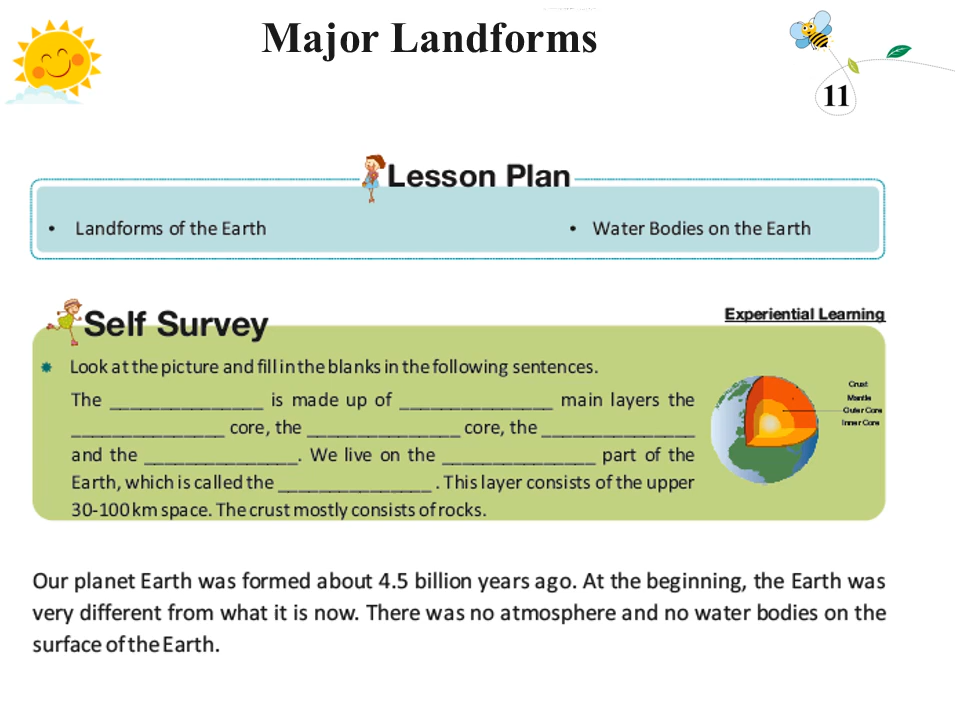 Major Landforms
11
Lesson Plan
• Landforms of the Earth
• Water Bodies on the Earth
Self Survey
Experiential Learning
Look at the picture and fill in the blanks in the following sentences.
The _______________ is made up of _______________ main layers the
_______________ core, the _______________ core, the _______________
and the _______________. We live on the _______________ part of the
Earth, which is called the _______________ . This layer consists of the upper
30-100 km space. The crust mostly consists of rocks.
Crust
Mantle
Outer Core
Inner Core
Our planet Earth was formed about 4.5 billion years ago. At the beginning, the Earth was
very different from what it is now. There was no atmosphere and no water bodies on the
surface of the Earth.